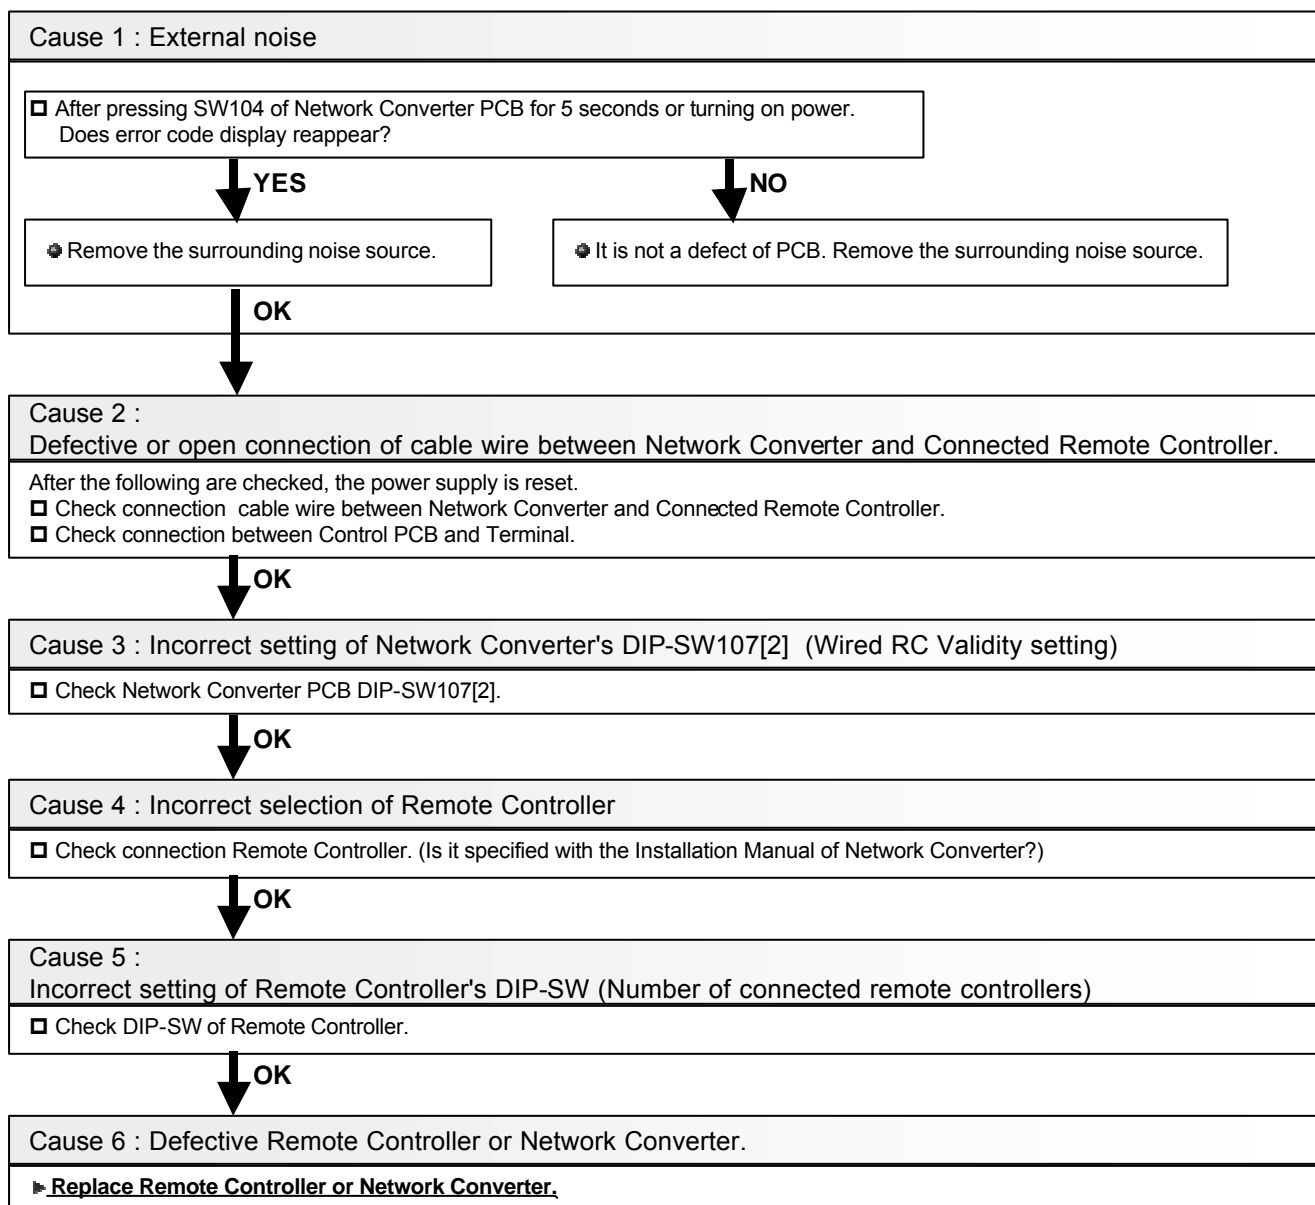 Cause 1 : External noise
After pressing SW104 of Network Converter PCB for 5 seconds or turning on power.
Does error code display reappear?
YES
NO
Remove the surrounding noise source.
It is not a defect of PCB. Remove the surrounding noise source.
OK
Cause 2 :
Defective or open connection of cable wire between Network Converter and Connected Remote Controller.
After the following are checked, the power supply is reset.
Check connection cable wire between Network Converter and Connected Remote Controller.
Check connection between Control PCB and Terminal.
OK
Cause 3 : Incorrect setting of Network Converter's DIP-SW107[2] (Wired RC Validity setting)
Check Network Converter PCB DIP-SW107[2].
OK
Cause 4 : Incorrect selection of Remote Controller
Check connection Remote Controller. (Is it specified with the Installation Manual of Network Converter?)
OK
Cause 5 :
Incorrect setting of Remote Controller's DIP-SW (Number of connected remote controllers)
Check DIP-SW of Remote Controller.
OK
Cause 6 : Defective Remote Controller or Network Converter.
Replace Remote Controller or Network Converter.